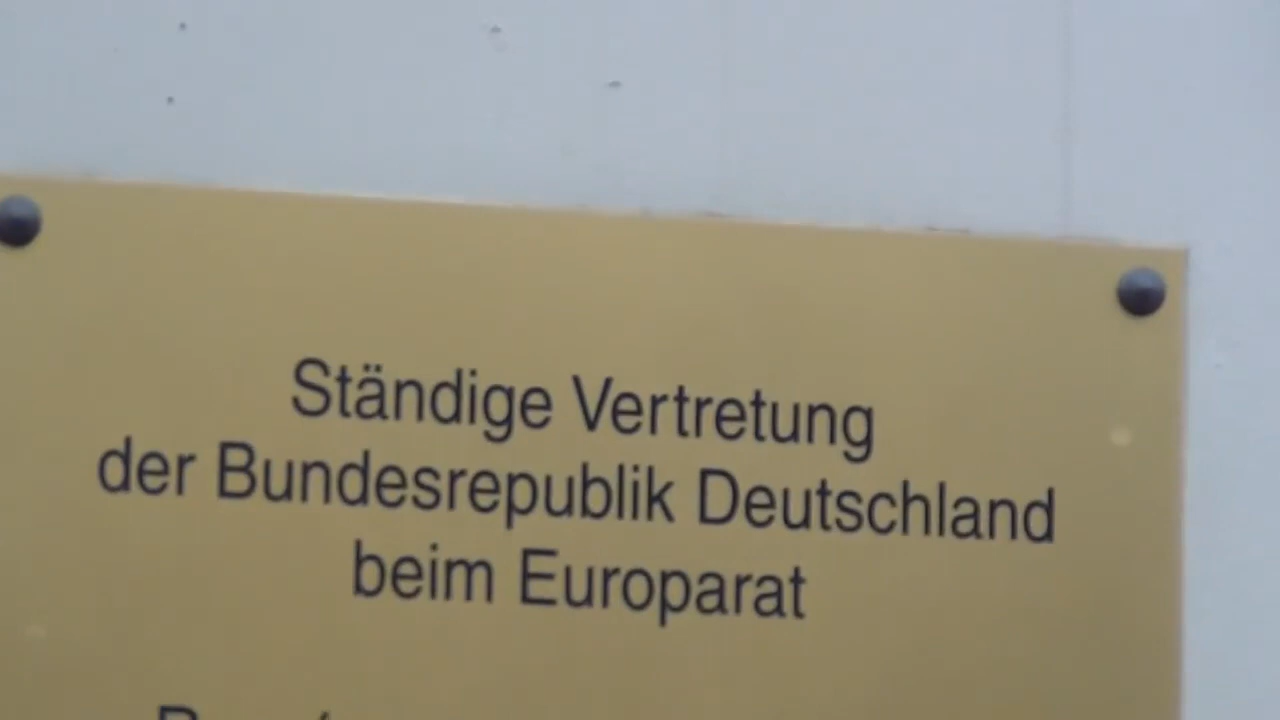 Ständige Vertretung
der Bundesrepublik Deutschland
beim Europarat